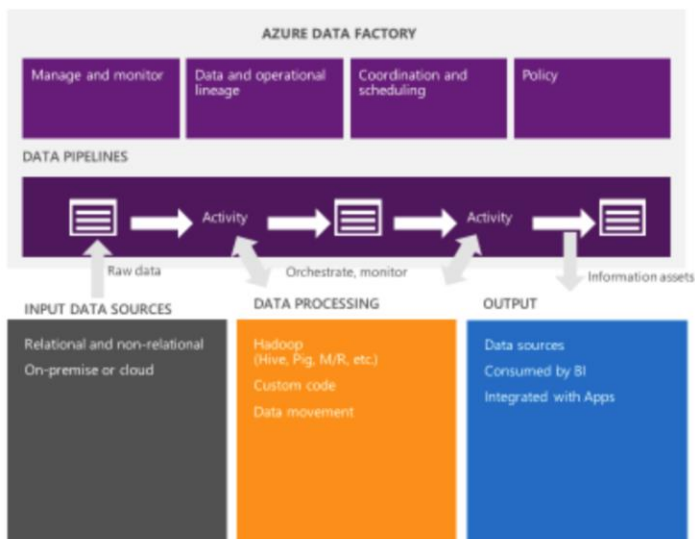 AZURE DATA FACTORY
Manage and monitor
Data and operational
lineage
Coordination and
scheduling
Policy
DATA PIPELINES
Activity
Activity
Raw data
Orchestrate, monitor
Information assets
INPUT DATA SOURCES
Relational and non-relational
On-premise or cloud
DATA PROCESSING
Hadoop
(Hive, Pig, M/R, etc.)
Custom code
Data movement
OUTPUT
Data sources
Consumed by BI
Integrated with Apps